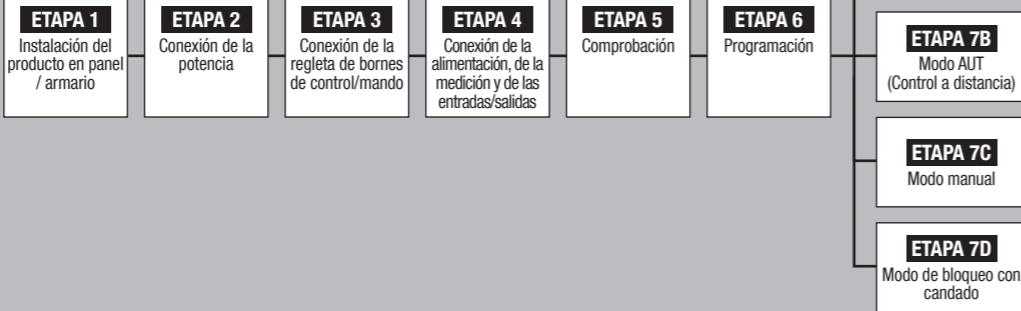 ETAPA 1
Instalación del
producto en panel
/ armario
ETAPA 2
Conexión de la
potencia
ETAPA 3
Conexión de la
regleta de bornes
de control/mando
ETAPA 4
Conexión de la
alimentación, de la
medición y de las
entradas/salidas
ETAPA 5
Comprobación
ETAPA 6
Programación
ETAPA 7B
Modo AUT
(Control a distancia)
ETAPA 7C
Modo manual
ETAPA 7D
Modo de bloqueo con
candado